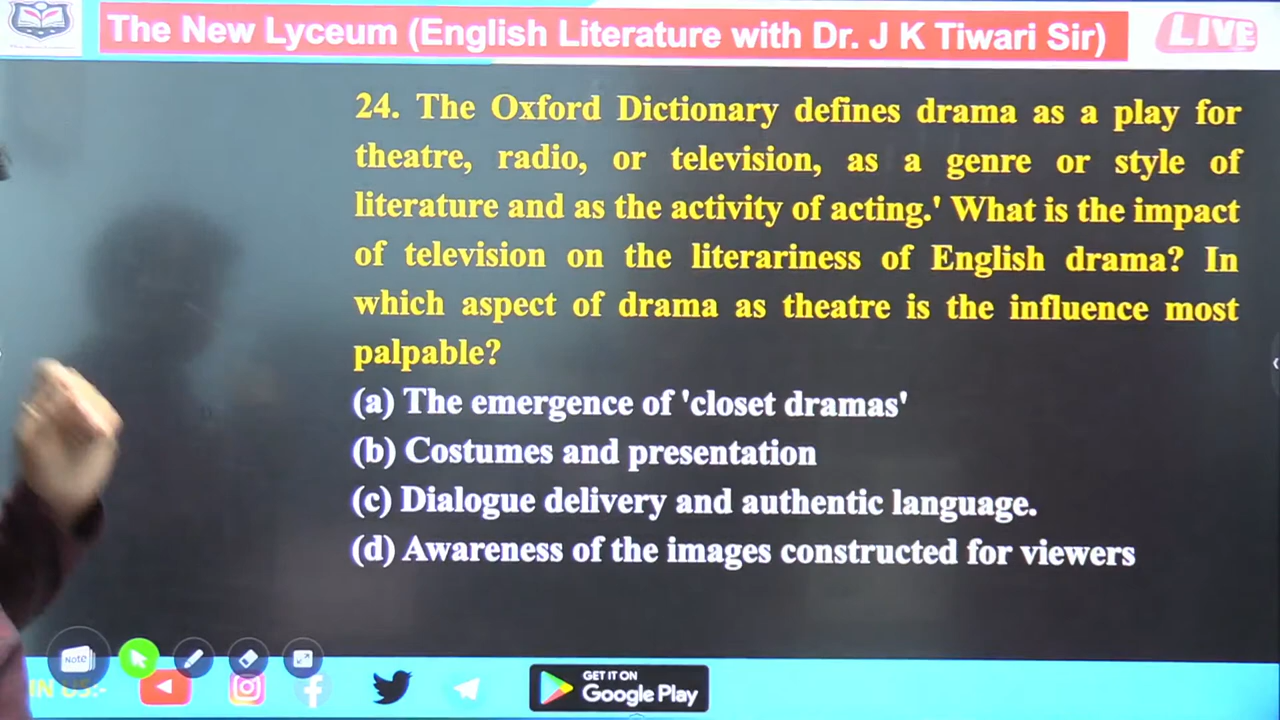 The New Lyceum (English Literature with Dr. J K Tiwari Sir)
LIVE
24. The Oxford Dictionary defines drama as a play for
theatre, radio, or television, as a genre or style of
literature and as the activity of acting.' What is the impact
of television on the literariness of English drama? In
which aspect of drama as theatre is the influence most
palpable?
(a) The emergence of 'closet dramas'
(b) Costumes and presentation
(c) Dialogue delivery and authentic language.
(d) Awareness of the images constructed for viewers
Note
IN US:-
GET IT ON
Google Play